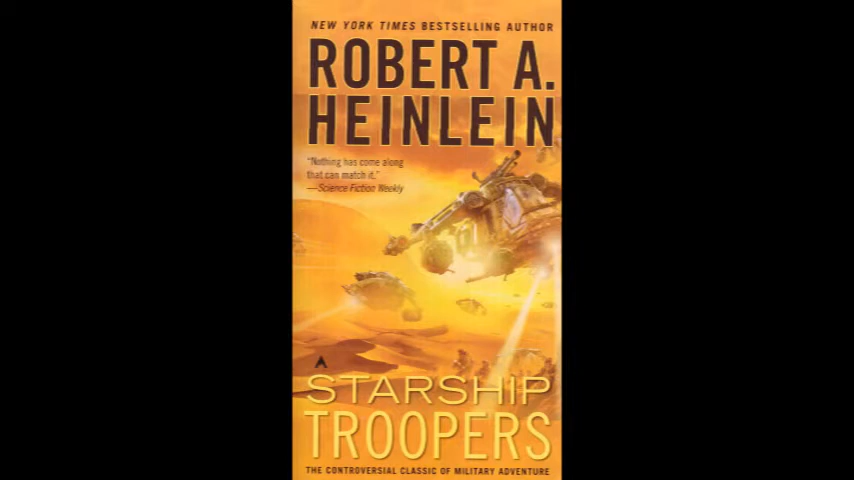 NEW YORK TIMES BESTSELLING AUTHOR
ROBERT A.
HEINLEIN
"Nothing has come along
that can match it."
—Science Fiction Weekly
STARSHIP
TROOPERS
THE CONTROVERSIAL CLASSIC OF MILITARY ADVENTURE